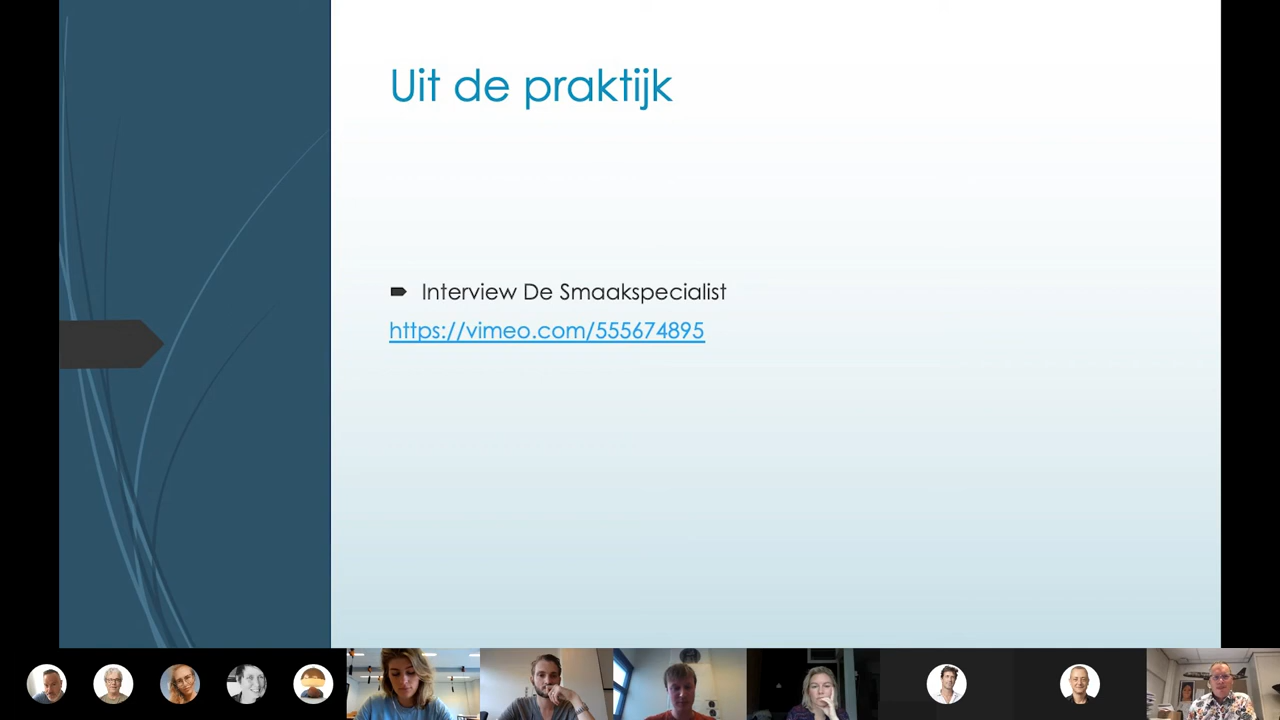 Uit de praktijk
Interview De Smaakspecialist
https://vimeo.com/555674895